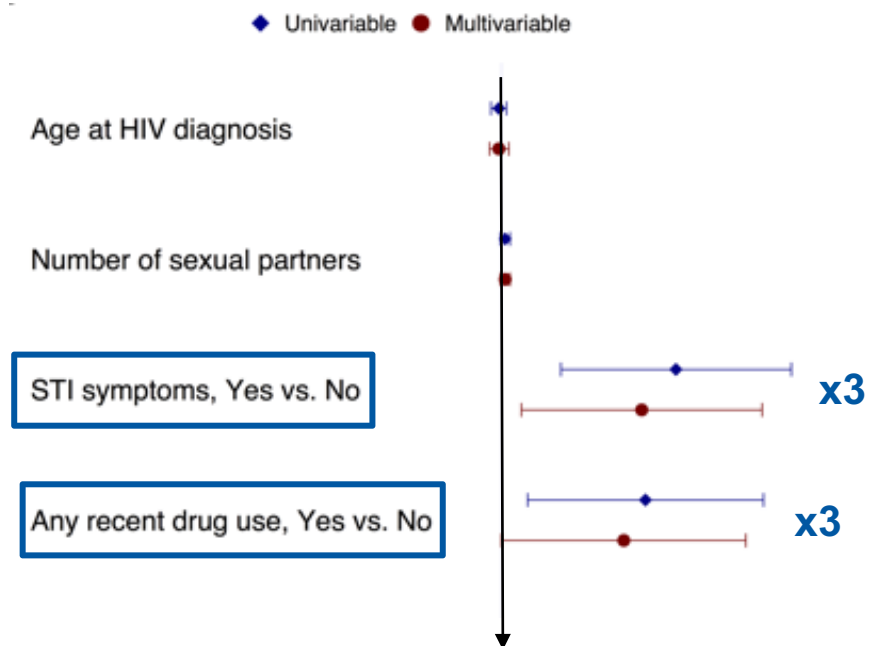 Univariable Multivariable
Age at HIV diagnosis
Number of sexual partners
STI symptoms, Yes vs. No
x3
Any recent drug use, Yes vs. No
x3